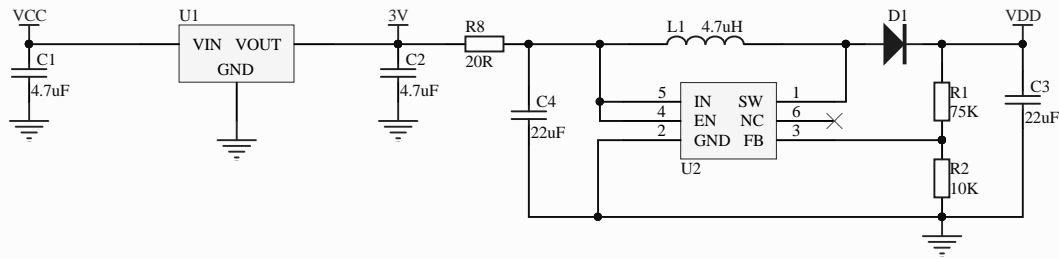 VCC
U1
3V
R8
L1 4.7uH
D1
VDD
VIN VOUT
GND
C1
4.7uF
C2
4.7uF
20R
C4
22uF
5 IN SW 1
4 EN NC 6
2 GND FB 3
U2
R1
75K
C3
22uF
R2
10K